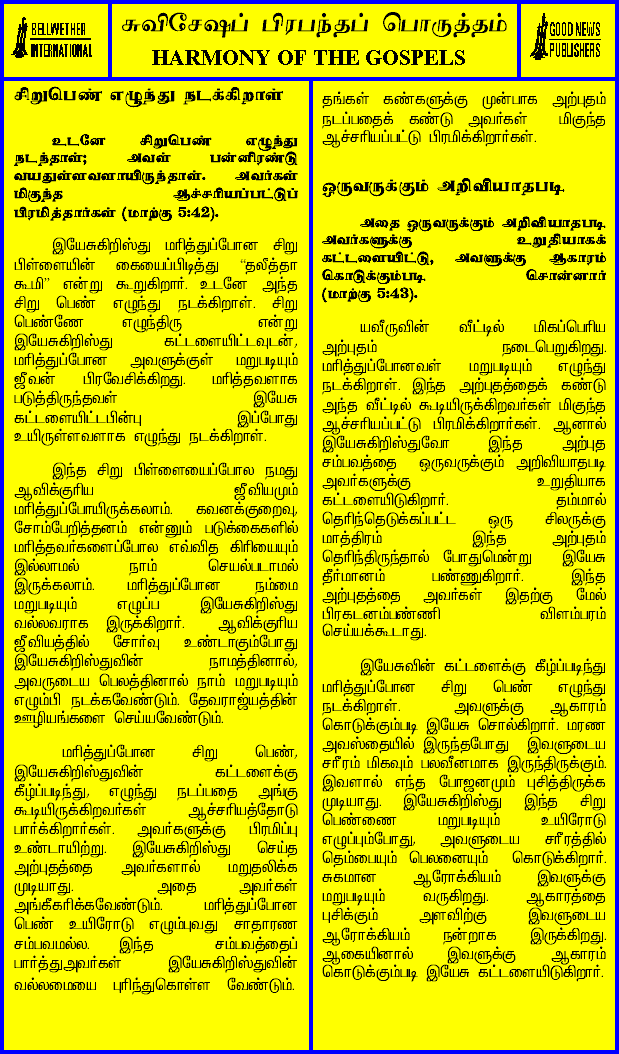 BELLWETHER
INTERNATIONAL
சுவிசேஷப் பிரபந்தப் பொருத்தம்
HARMONY OF THE GOSPELS
GOOD NEWS
PUBLISHERS
சிறுபெண் எழுந்து நடக்கிறாள்
உடனே சிறுபெண் எழுந்து
நடந்தாள்; அவள் பன்னிரண்டு
வயதுள்ளவளாயிருந்தாள். அவர்கள்
மிகுந்த ஆச்சரியப்பட்டுப்
பிரமித்தார்கள் (மாற்கு 5:42).
இயேசுகிறிஸ்து மரித்துப்போன சிறு
பிள்ளையின் கையைப்பிடித்து “தலீத்தா
கூமி” என்று கூறுகிறார். உடனே அந்த
சிறு பெண் எழுந்து நடக்கிறாள். சிறு
பெண்ணே எழுந்திரு என்று
இயேசுகிறிஸ்து கட்டளையிட்டவுடன்,
மரித்துப்போன அவளுக்குள் மறுபடியும்
ஜீவன் பிரவேசிக்கிறது. மரித்தவளாக
படுத்திருந்தவள் இயேசு
கட்டளையிட்டபின்பு இப்போது
உயிருள்ளவளாக எழுந்து நடக்கிறாள்.
இந்த சிறு பிள்ளையைப்போல நமது
ஆவிக்குரிய ஜீவியமும்
மரித்துப்போயிருக்கலாம். கவனக்குறைவு,
சோம்பேறித்தனம் என்னும் படுக்கைகளில்
மரித்தவர்களைப்போல எவ்வித கிரியையும்
இல்லாமல் நாம் செயல்படாமல்
இருக்கலாம். மரித்துப்போன நம்மை
மறுபடியும் எழுப்ப இயேசுகிறிஸ்து
வல்லவராக இருக்கிறார். ஆவிக்குரிய
ஜீவியத்தில் சோர்வு உண்டாகும்போது
இயேசுகிறிஸ்துவின் நாமத்தினால்,
அவருடைய பெலத்தினால் நாம் மறுபடியும்
எழும்பி நடக்கவேண்டும். தேவராஜ்யத்தின்
ஊழியங்களை செய்யவேண்டும்.
மரித்துப்போன சிறு பெண்,
இயேசுகிறிஸ்துவின் கட்டளைக்கு
கீழ்ப்படிந்து, எழுந்து நடப்பதை அங்கு
கூடியிருக்கிறவர்கள் ஆச்சரியத்தோடு
பார்க்கிறார்கள். அவர்களுக்கு பிரமிப்பு
உண்டாயிற்று. இயேசுகிறிஸ்து செய்த
அற்புதத்தை அவர்களால் மறுதலிக்க
முடியாது. அதை அவர்கள்
அங்கீகரிக்கவேண்டும். மரித்துப்போன
பெண் உயிரோடு எழும்புவது சாதாரண
சம்பவமல்ல. இந்த சம்பவத்தைப்
பார்த்துஅவர்கள் இயேசுகிறிஸ்துவின்
வல்லமையை புரிந்துகொள்ள வேண்டும்.
தங்கள் கண்களுக்கு முன்பாக அற்புதம்
நடப்பதைக் கண்டு அவர்கள் மிகுந்த
ஆச்சரியப்பட்டு பிரமிக்கிறார்கள்.
ஒருவருக்கும் அறிவியாதபடி
அதை ஒருவருக்கும் அறிவியாதபடி
அவர்களுக்கு உறுதியாகக்
கட்டளையிட்டு, அவளுக்கு ஆகாரம்
கொடுக்கும்படி சொன்னார்
(மாற்கு 5:43).
யவீருவின் வீட்டில் மிகப்பெரிய
அற்புதம் நடைபெறுகிறது.
மரித்துப்போனவள் மறுபடியும் எழுந்து
நடக்கிறாள். இந்த அற்புதத்தைக் கண்டு
அந்த வீட்டில் கூடியிருக்கிறவர்கள் மிகுந்த
ஆச்சரியப்பட்டு பிரமிக்கிறார்கள். ஆனால்
இயேசுகிறிஸ்துவோ இந்த அற்புத
சம்பவத்தை ஒருவருக்கும் அறிவியாதபடி
அவர்களுக்கு உறுதியாக
கட்டளையிடுகிறார். தம்மால்
தெரிந்தெடுக்கப்பட்ட ஒரு சிலருக்கு
மாத்திரம் இந்த அற்புதம்
தெரிந்திருந்தால் போதுமென்று இயேசு
தீர்மானம் பண்ணுகிறார். இந்த
அற்புதத்தை அவர்கள் இதற்கு மேல்
பிரகடனம்பண்ணி விளம்பரம்
செய்யக்கூடாது.
இயேசுவின் கட்டளைக்கு கீழ்ப்படிந்து
மரித்துப்போன சிறு பெண் எழுந்து
நடக்கிறாள். அவளுக்கு ஆகாரம்
கொடுக்கும்படி இயேசு சொல்கிறார். மரண
அவஸ்தையில் இருந்தபோது இவளுடைய
சரீரம் மிகவும் பலவீனமாக இருந்திருக்கும்.
இவளால் எந்த போஜனமும் புசித்திருக்க
முடியாது. இயேசுகிறிஸ்து இந்த சிறு
பெண்ணை மறுபடியும் உயிரோடு
எழுப்பும்போது, அவளுடைய சரீரத்தில்
தெம்பையும் பெலனையும் கொடுக்கிறார்.
சுகமான ஆரோக்கியம் இவளுக்கு
மறுபடியும் வருகிறது. ஆகாரத்தை
புசிக்கும் அளவிற்கு இவளுடைய
ஆரோக்கியம் நன்றாக இருக்கிறது.
ஆகையினால் இவளுக்கு ஆகாரம்
கொடுக்கும்படி இயேசு கட்டளையிடுகிறார்.